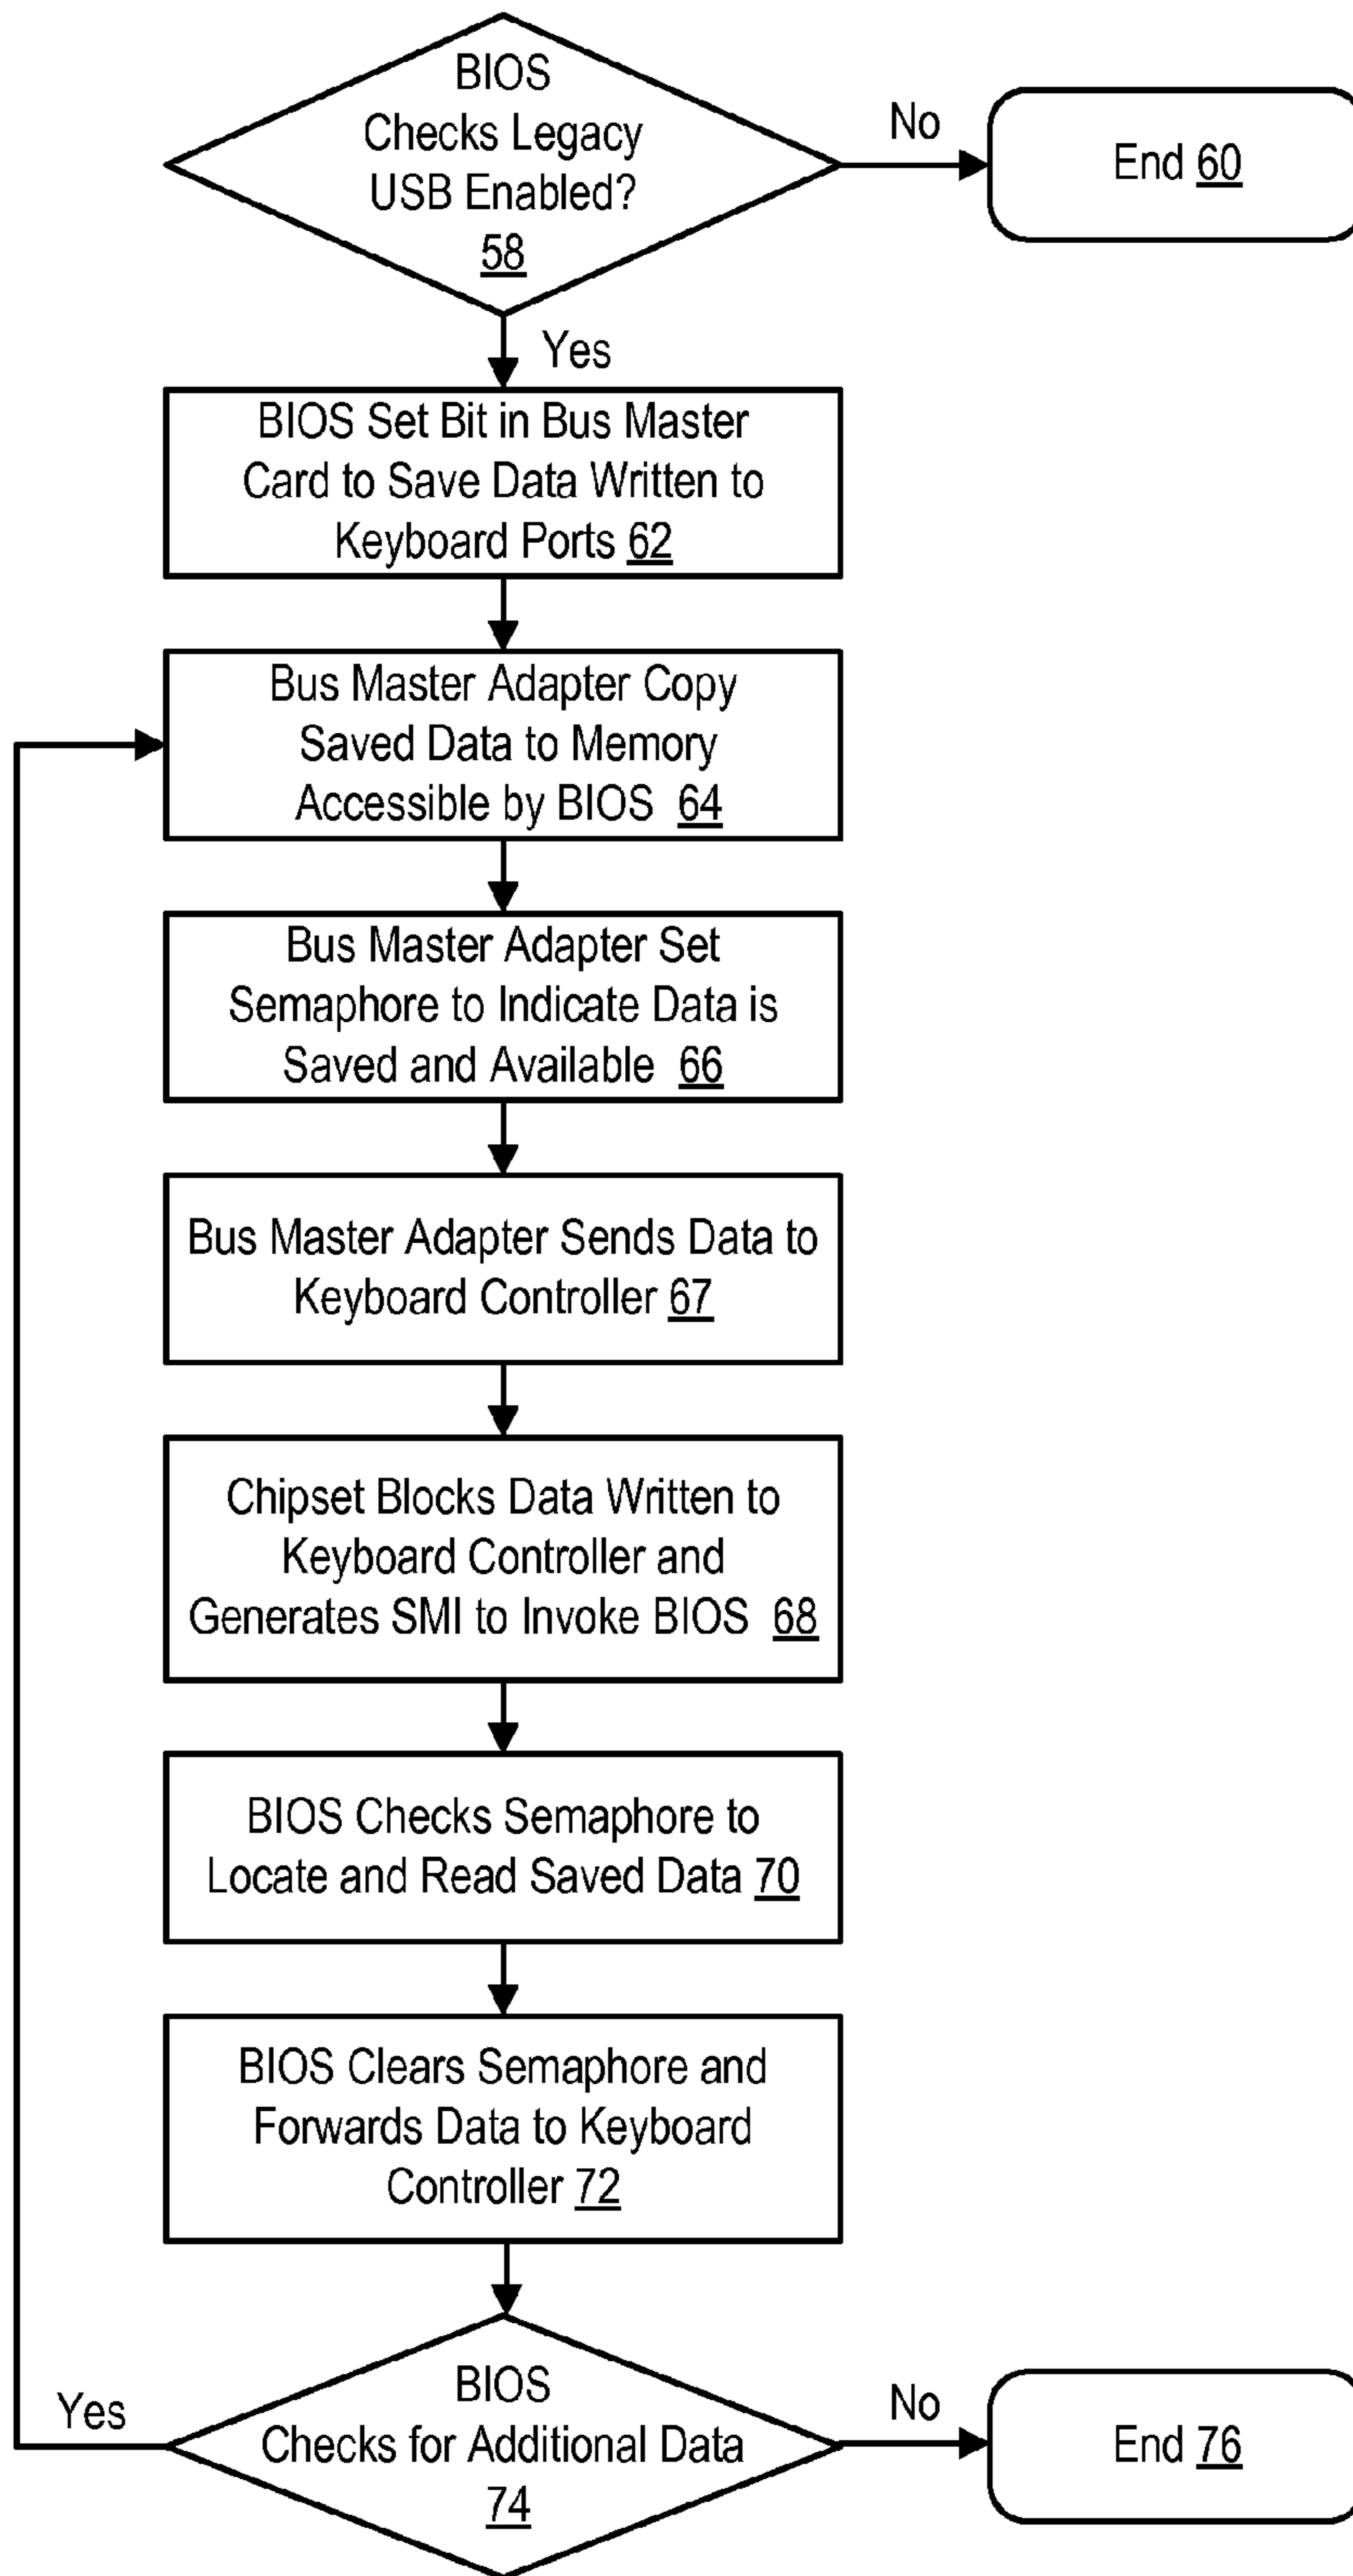 BIOS
Checks Legacy
USB Enabled?
58
No
End 60
Yes
BIOS Set Bit in Bus Master
Card to Save Data Written to
Keyboard Ports 62
Bus Master Adapter Copy
Saved Data to Memory
Accessible by BIOS 64
Bus Master Adapter Set
Semaphore to Indicate Data is
Saved and Available 66
Bus Master Adapter Sends Data to
Keyboard Controller 67
Chipset Blocks Data Written to
Keyboard Controller and
Generates SMI to Invoke BIOS 68
BIOS Checks Semaphore to
Locate and Read Saved Data 70
BIOS Clears Semaphore and
Forwards Data to Keyboard
Controller 72
Yes
BIOS
Checks for Additional Data
74
No
End 76